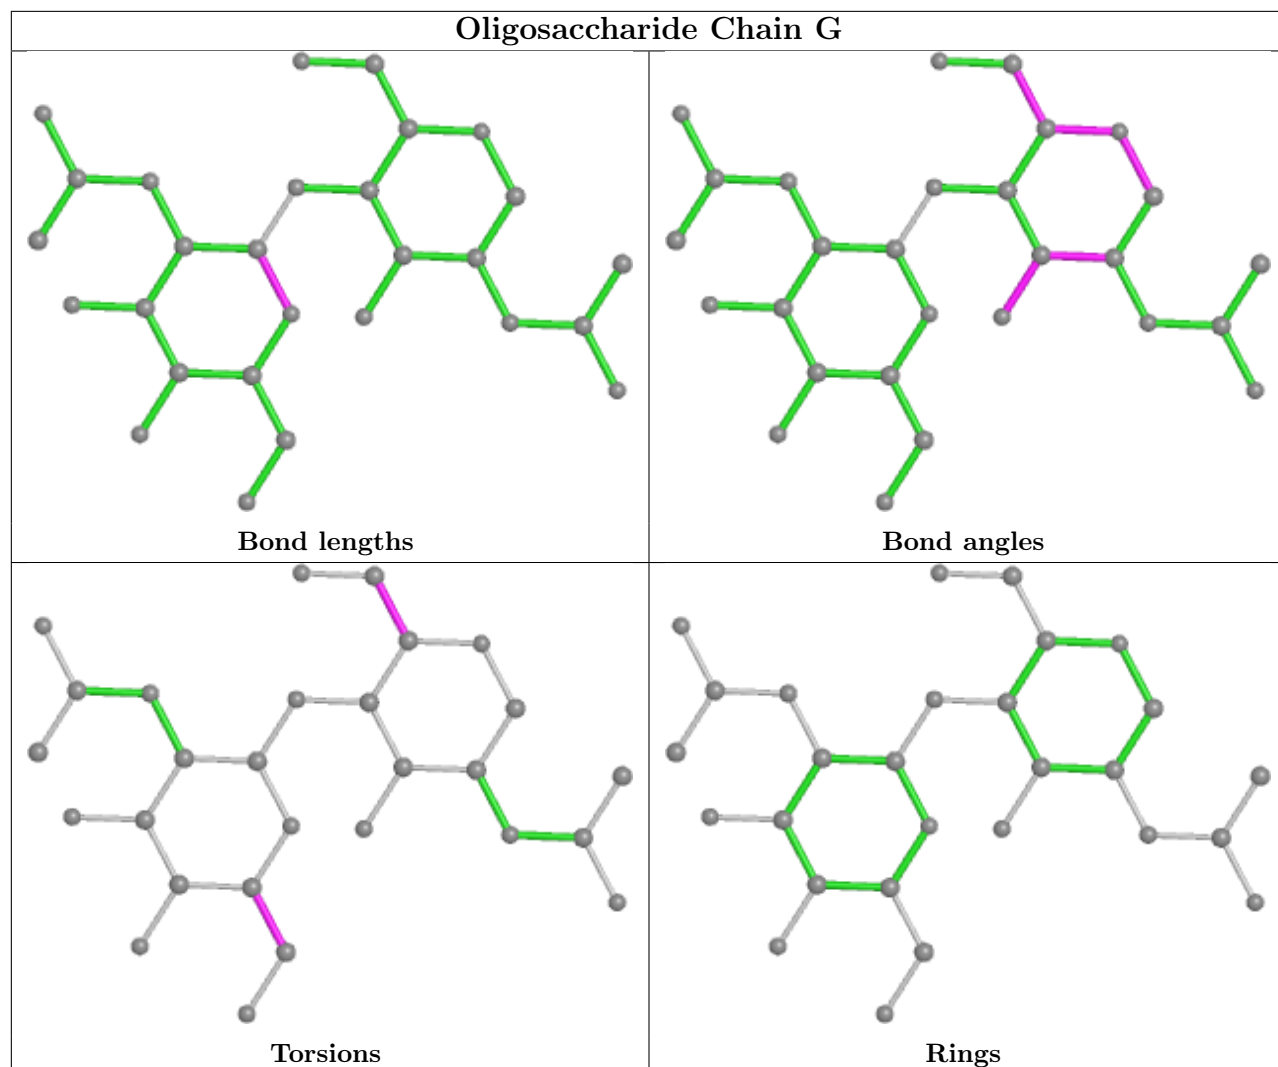 Oligosaccharide Chain G
Bond lengths
Bond angles
Torsions
Rings